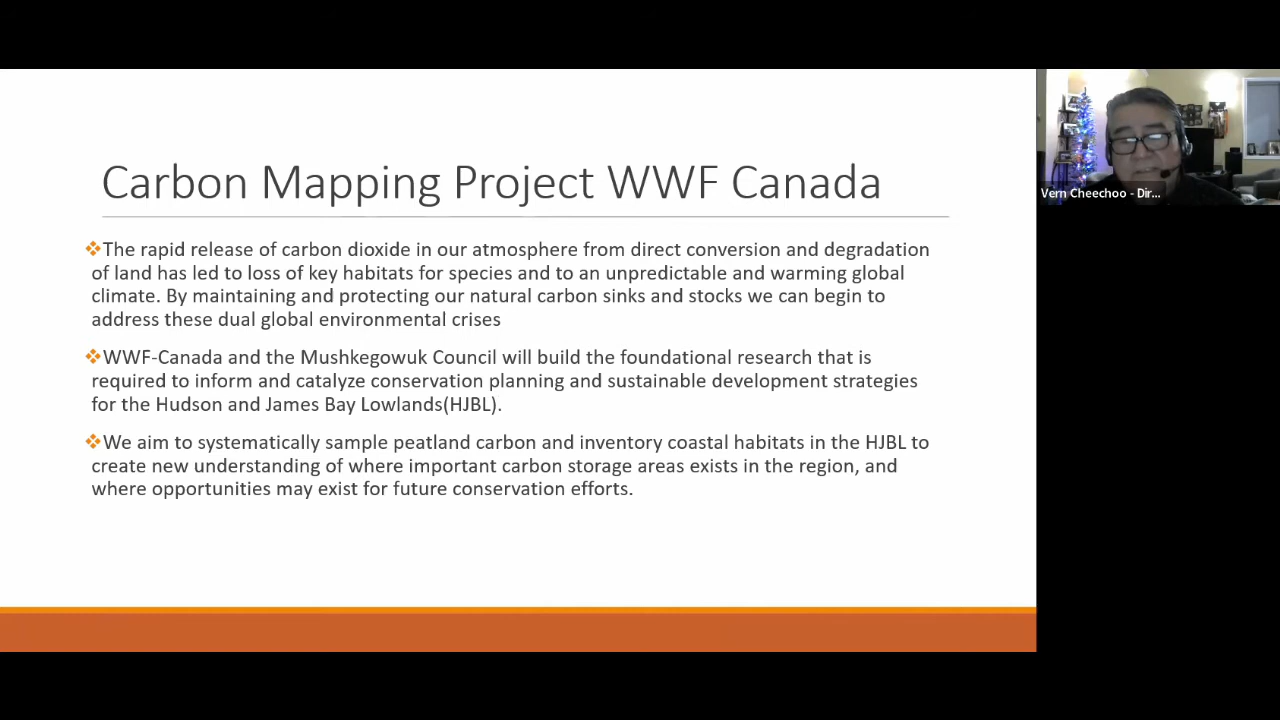 Carbon Mapping Project WWF Canada
The rapid release of carbon dioxide in our atmosphere from direct conversion and degradation
of land has led to loss of key habitats for species and to an unpredictable and warming global
climate. By maintaining and protecting our natural carbon sinks and stocks we can begin to
address these dual global environmental crises
WWF-Canada and the Mushkegowuk Council will build the foundational research that is
required to inform and catalyze conservation planning and sustainable development strategies
for the Hudson and James Bay Lowlands(HJBL).
We aim to systematically sample peatland carbon and inventory coastal habitats in the HJBL to
create new understanding of where important carbon storage areas exists in the region, and
where opportunities may exist for future conservation efforts.
Vern Cheechoo - Dir...